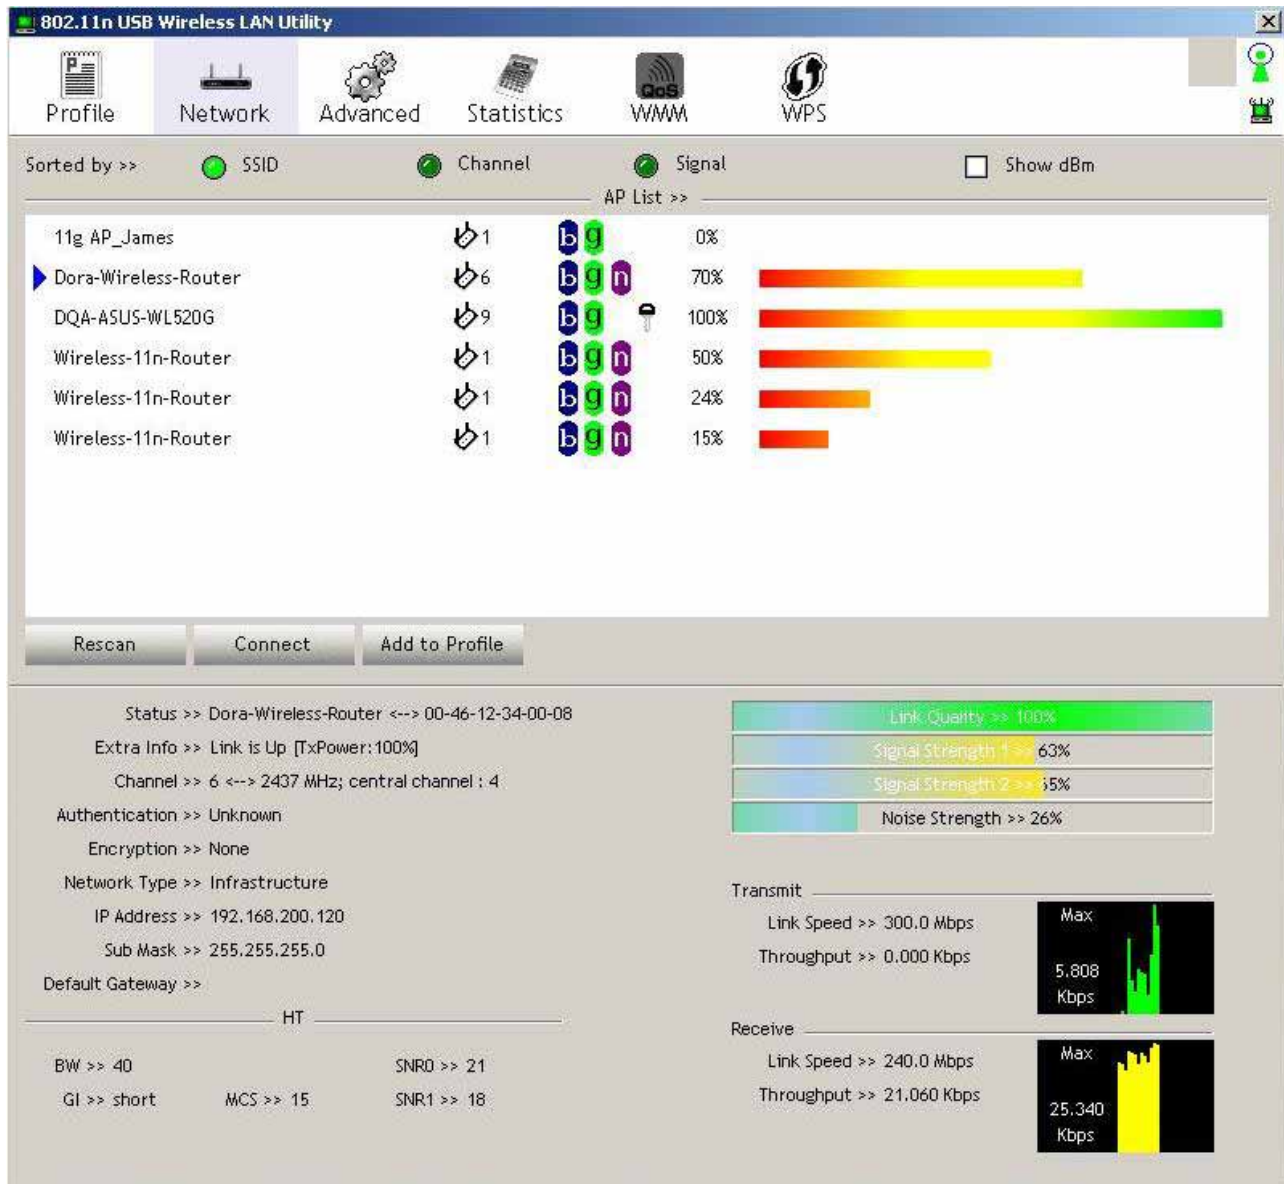 802.11n USB Wireless LAN Utility
Profile Network Advanced Statistics QoS WMM WPS
Sorted by >> SSID Channel Signal Show dBm
AP List >>
11g AP_James 1 b g 0%
Dora-Wireless-Router 6 b g n 70%
DQA-ASUS-WL520G 9 b g 100%
Wireless-11n-Router 1 b g n 50%
Wireless-11n-Router 1 b g n 24%
Wireless-11n-Router 1 b g n 15%
Rescan Connect Add to Profile
Status >> Dora-Wireless-Router <--> 00-46-12-34-00-08
Extra Info >> Link is Up [TxPower:100%]
Channel >> 6 <--> 2437 MHz; central channel : 4
Authentication >> Unknown
Encryption >> None
Network Type >> Infrastructure
IP Address >> 192.168.200.120
Sub Mask >> 255.255.255.0
Default Gateway >>
HT
BW >> 40 SNR0 >> 21
GI >> short MCS >> 15 SNR1 >> 18
Link Quality >> 100%
Signal Strength 1 >> 63%
Signal Strength 2 >> 65%
Noise Strength >> 26%
Transmit
Link Speed >> 300.0 Mbps
Throughput >> 0.000 Kbps
Max
5.808
Kbps
Receive
Link Speed >> 240.0 Mbps
Throughput >> 21.060 Kbps
Max
25.340
Kbps